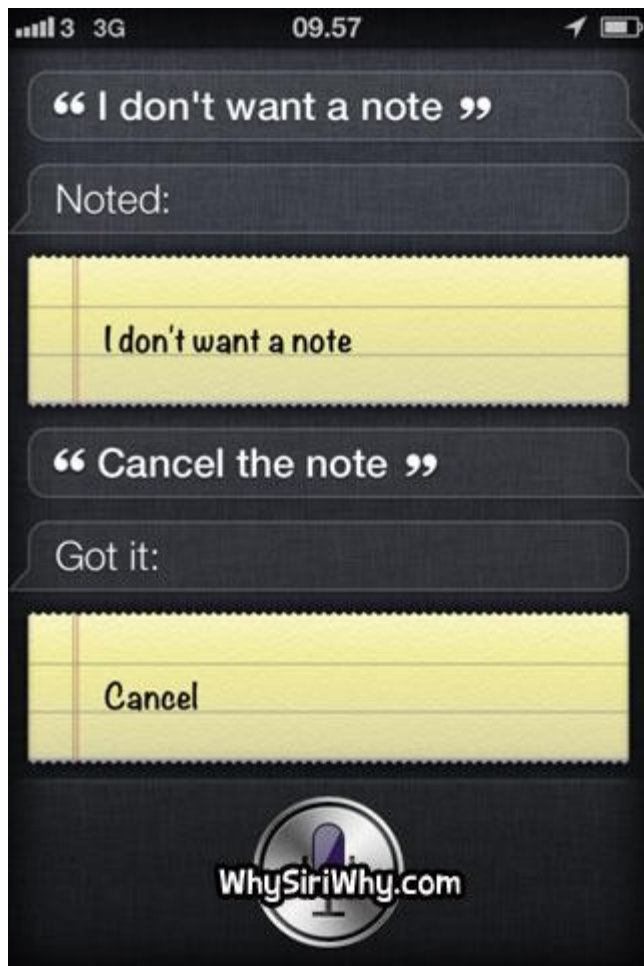 3 3G 09.57
“ I don't want a note ”
Noted:
I don't want a note
“ Cancel the note ”
Got it:
Cancel
WhySiriWhy.com